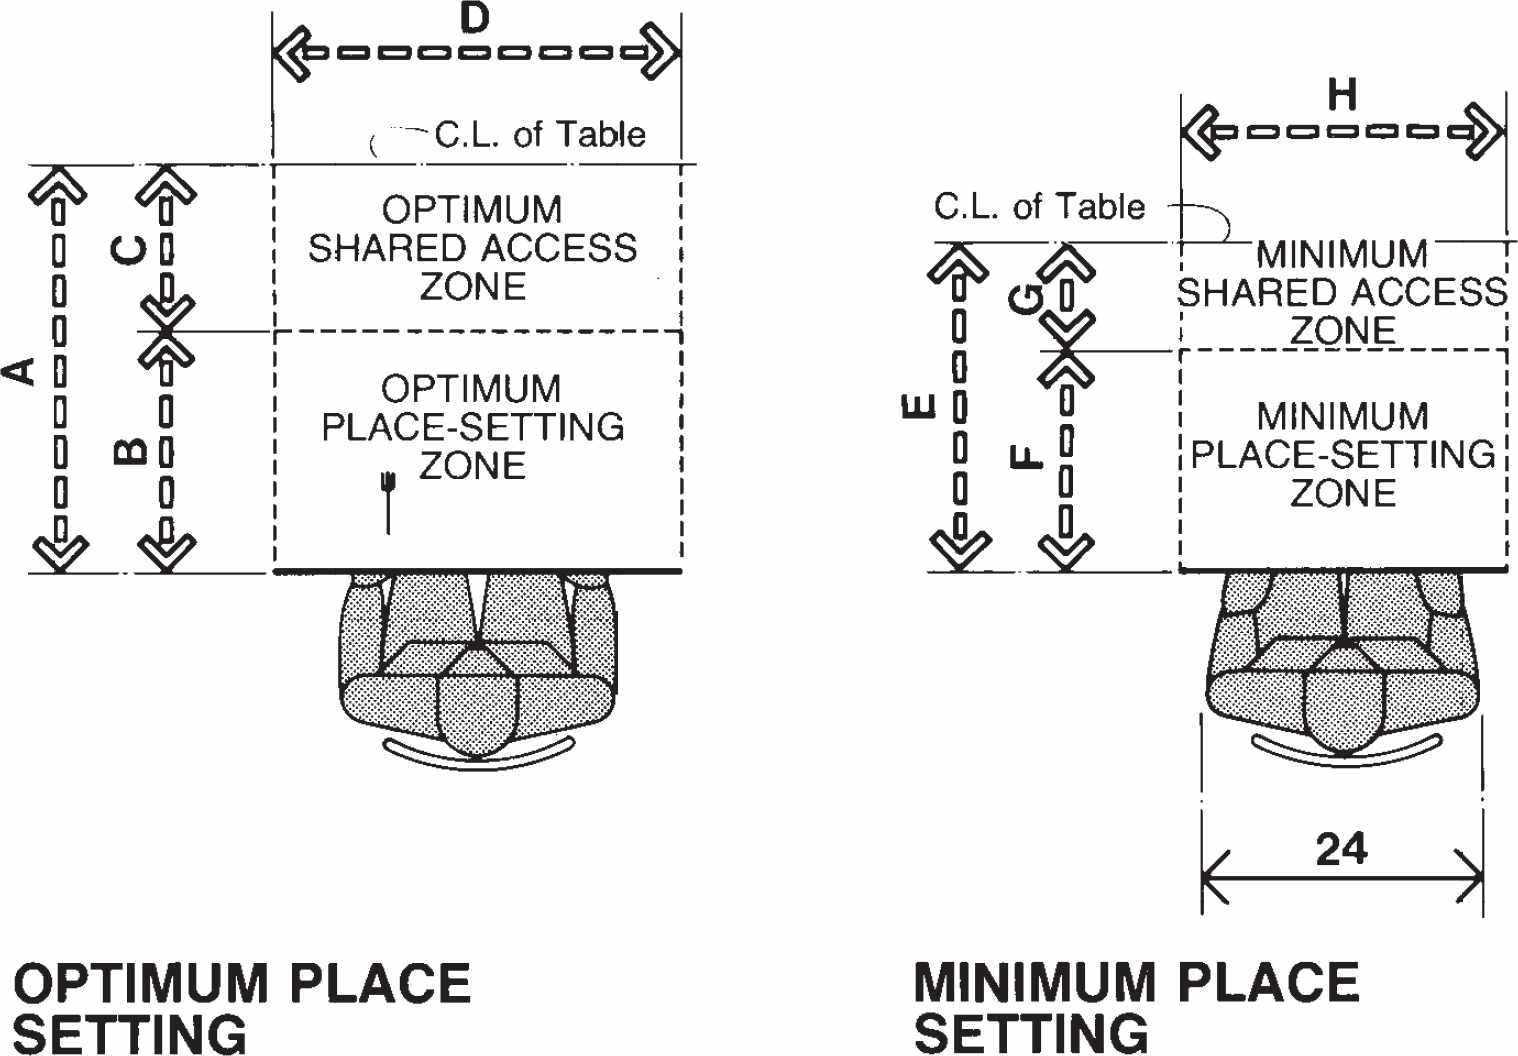 D
C.L. of Table
OPTIMUM
SHARED ACCESS
ZONE
C
A
B
OPTIMUM
PLACE-SETTING
ZONE
OPTIMUM PLACE
SETTING
H
C.L. of Table
MINIMUM
SHARED ACCESS
ZONE
G
E
F
MINIMUM
PLACE-SETTING
ZONE
24
MINIMUM PLACE
SETTING